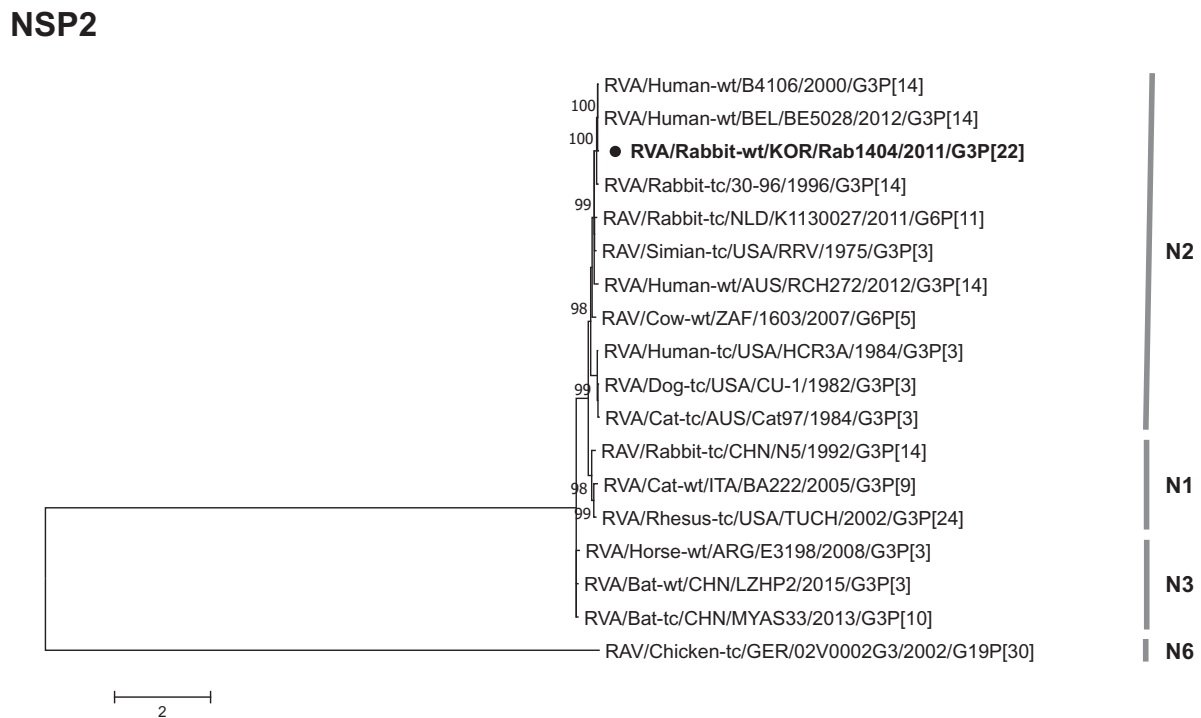 NSP2
RVA/Human-wt/B4106/2000/G3P[14]
100
RVA/Human-wt/BEL/BE5028/2012/G3P[14]
100
RVA/Rabbit-wt/KOR/Rab1404/2011/G3P[22]
RVA/Rabbit-tc/30-96/1996/G3P[14]
99
RAV/Rabbit-tc/NLD/K1130027/2011/G6P[11]
RAV/Simian-tc/USA/RRV/1975/G3P[3]
N2
RVA/Human-wt/AUS/RCH272/2012/G3P[14]
98
RAV/Cow-wt/ZAF/1603/2007/G6P[5]
RVA/Human-tc/USA/HCR3A/1984/G3P[3]
99
RVA/Dog-tc/USA/CU-1/1982/G3P[3]
RVA/Cat-tc/AUS/Cat97/1984/G3P[3]
RAV/Rabbit-tc/CHN/N5/1992/G3P[14]
98
RVA/Cat-wt/ITA/BA222/2005/G3P[9]
N1
99
RVA/Rhesus-tc/USA/TUCH/2002/G3P[24]
RVA/Horse-wt/ARG/E3198/2008/G3P[3]
RVA/Bat-wt/CHN/LZHP2/2015/G3P[3]
N3
RVA/Bat-tc/CHN/MYAS33/2013/G3P[10]
RAV/Chicken-tc/GER/02V0002G3/2002/G19P[30]
N6
2